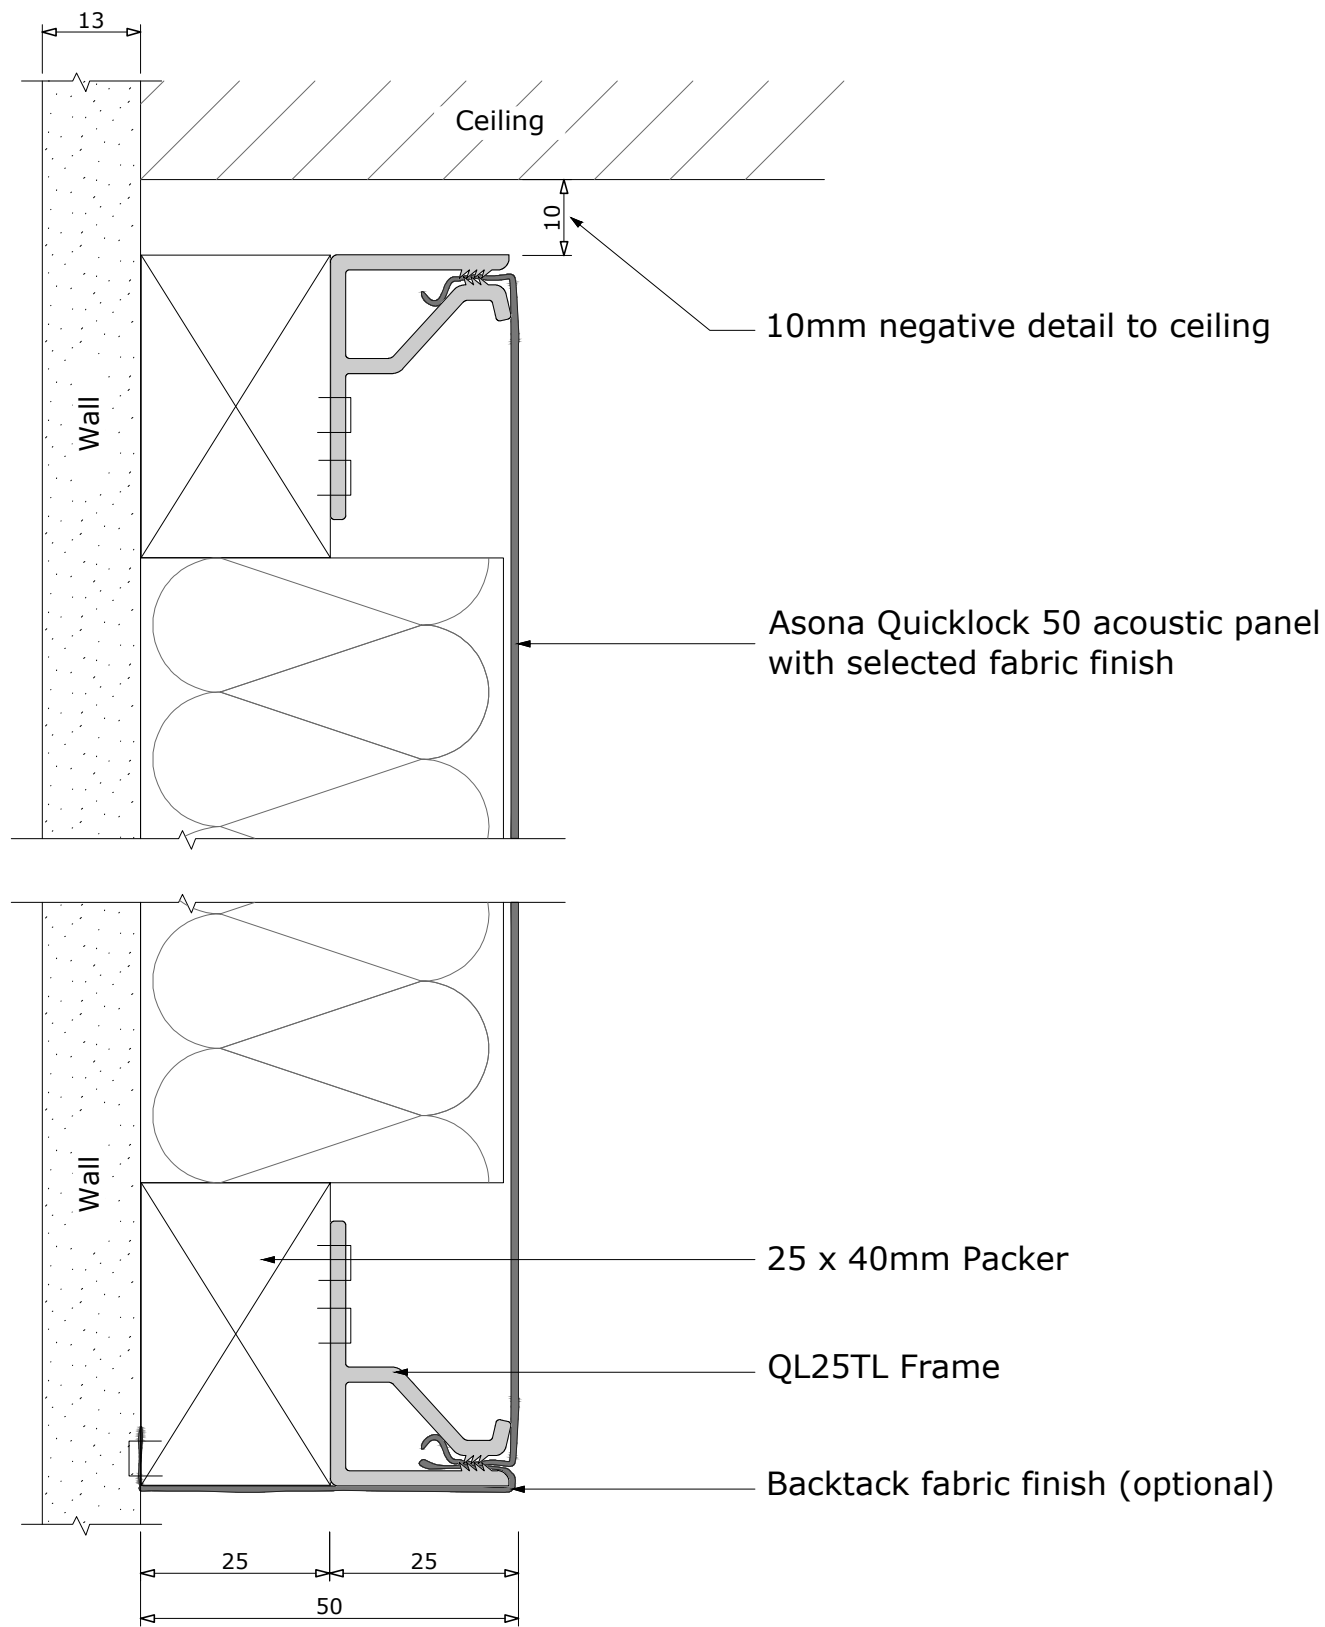 13
Ceiling
10
10mm negative detail to ceiling
Wall
Asona Quicklock 50 acoustic panel
with selected fabric finish
Wall
25 x 40mm Packer
QL25TL Frame
Backtack fabric finish (optional)
25
25
50